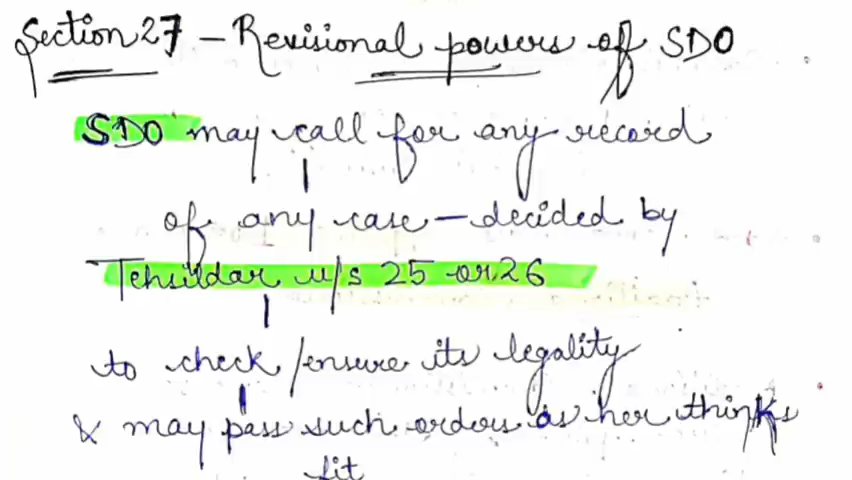 Section 27 – Revisional powers of SDO
SDO may call for any record
of any case – decided by
Tehsildar u/s 25 or 26
to check/ensure its legality
& may pass such orders as her thinks
fit